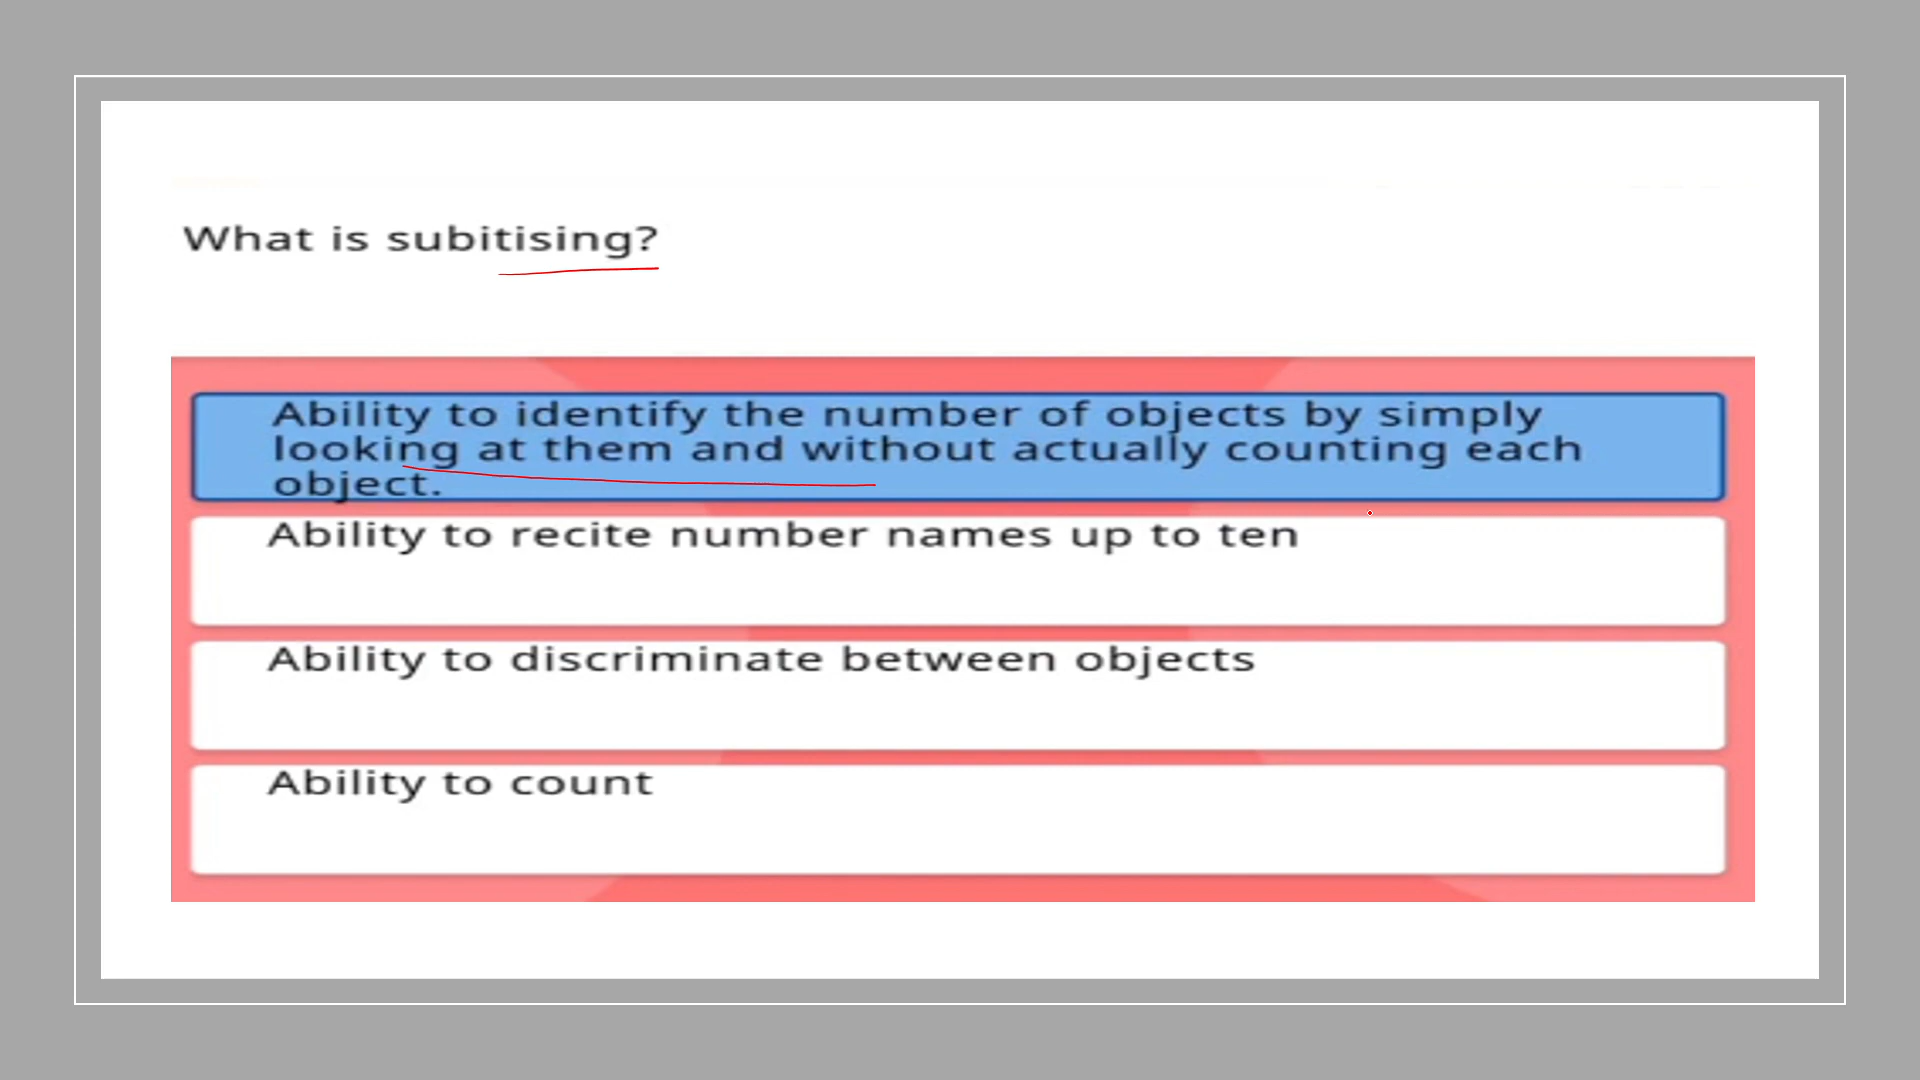 What is subitising?
Ability to identify the number of objects by simply
looking at them and without actually counting each
object.
Ability to recite number names up to ten
Ability to discriminate between objects
Ability to count